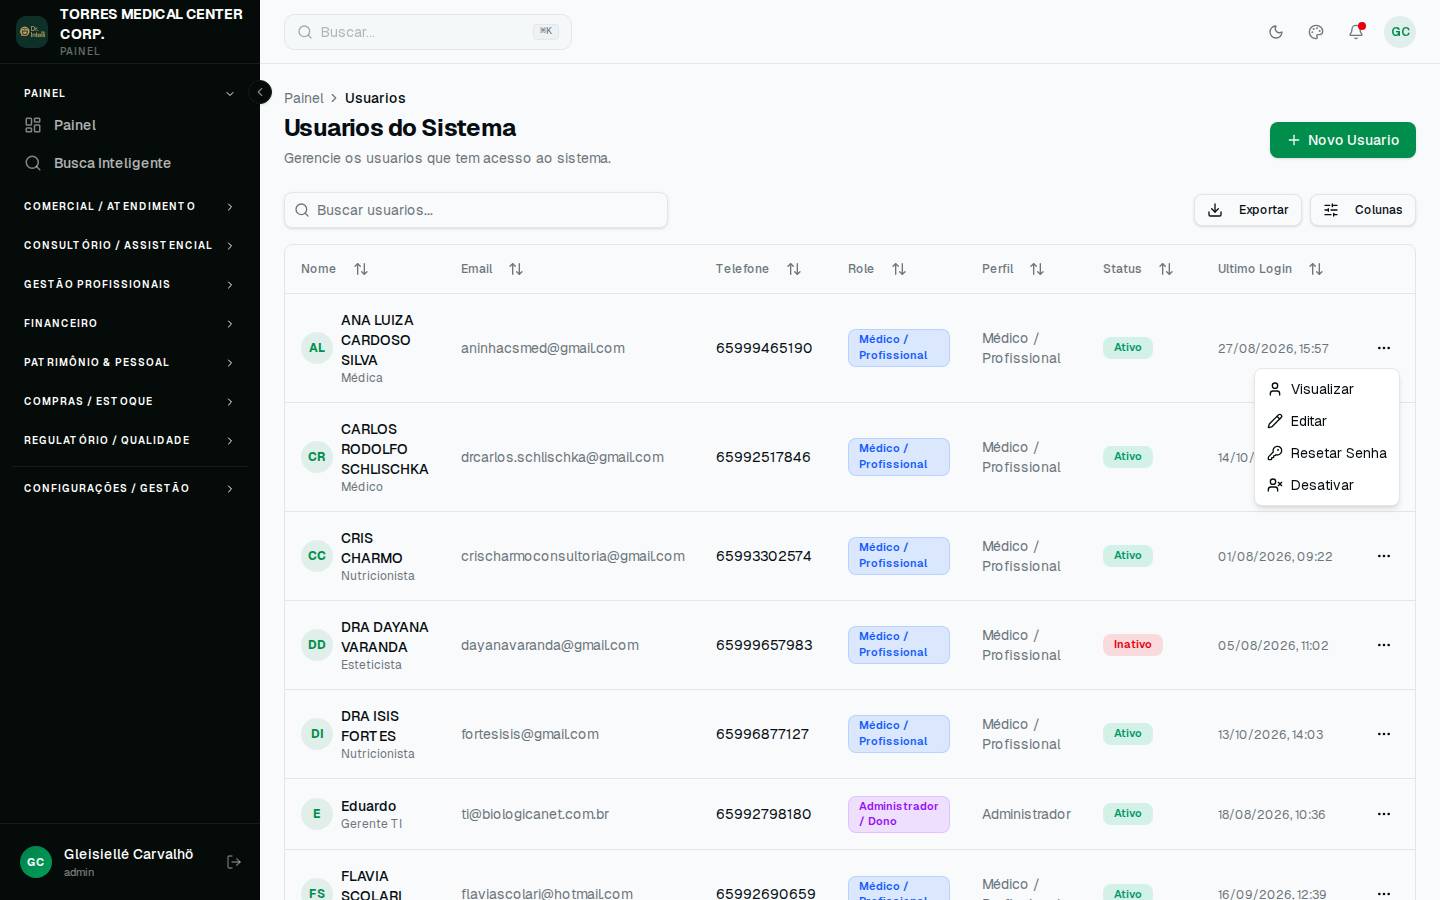 TORRES MEDICAL CENTER
CORP.
PAINEL
Buscar...
⌘K
GC
PAINEL
Painel
Busca Inteligente
COMERCIAL / ATENDIMENTO
CONSULTÓRIO / ASSISTENCIAL
GESTÃO PROFISSIONAIS
FINANCEIRO
PATRIMÔNIO & PESSOAL
COMPRAS / ESTOQUE
REGULATÓRIO / QUALIDADE
CONFIGURAÇÕES / GESTÃO
GC
Gleisiellé Carvalhö
admin
Painel > Usuarios
Usuarios do Sistema
Gerencie os usuarios que tem acesso ao sistema.
+ Novo Usuario
Buscar usuarios...
Exportar
Colunas
Nome Email Telefone Role Perfil Status Ultimo Login
AL
ANA LUIZA
CARDOSO
SILVA
Médica
aninhacsmed@gmail.com
65999465190
Médico /
Profissional
Médico /
Profissional
Ativo
27/08/2026, 15:57
Visualizar
Editar
Resetar Senha
Desativar
CR
CARLOS
RODOLFO
SCHLISCHKA
Médico
drcarlos.schlischka@gmail.com
65992517846
Médico /
Profissional
Médico /
Profissional
Ativo
14/10/
CC
CRIS
CHARMO
Nutricionista
crischarmoconsultoria@gmail.com
65993302574
Médico /
Profissional
Médico /
Profissional
Ativo
01/08/2026, 09:22
DD
DRA DAYANA
VARANDA
Esteticista
dayanavaranda@gmail.com
65999657983
Médico /
Profissional
Médico /
Profissional
Inativo
05/08/2026, 11:02
DI
DRA ISIS
FORTES
Nutricionista
fortesisis@gmail.com
65996877127
Médico /
Profissional
Médico /
Profissional
Ativo
13/10/2026, 14:03
E
Eduardo
Gerente TI
ti@biologicanet.com.br
65992798180
Administrador
/ Dono
Administrador
Ativo
18/08/2026, 10:36
FS
FLAVIA
SCOLARI
flaviascolari@hotmail.com
65992690659
Médico /
Profissional
Médico /
Profissional
Ativo
16/09/2026, 12:39